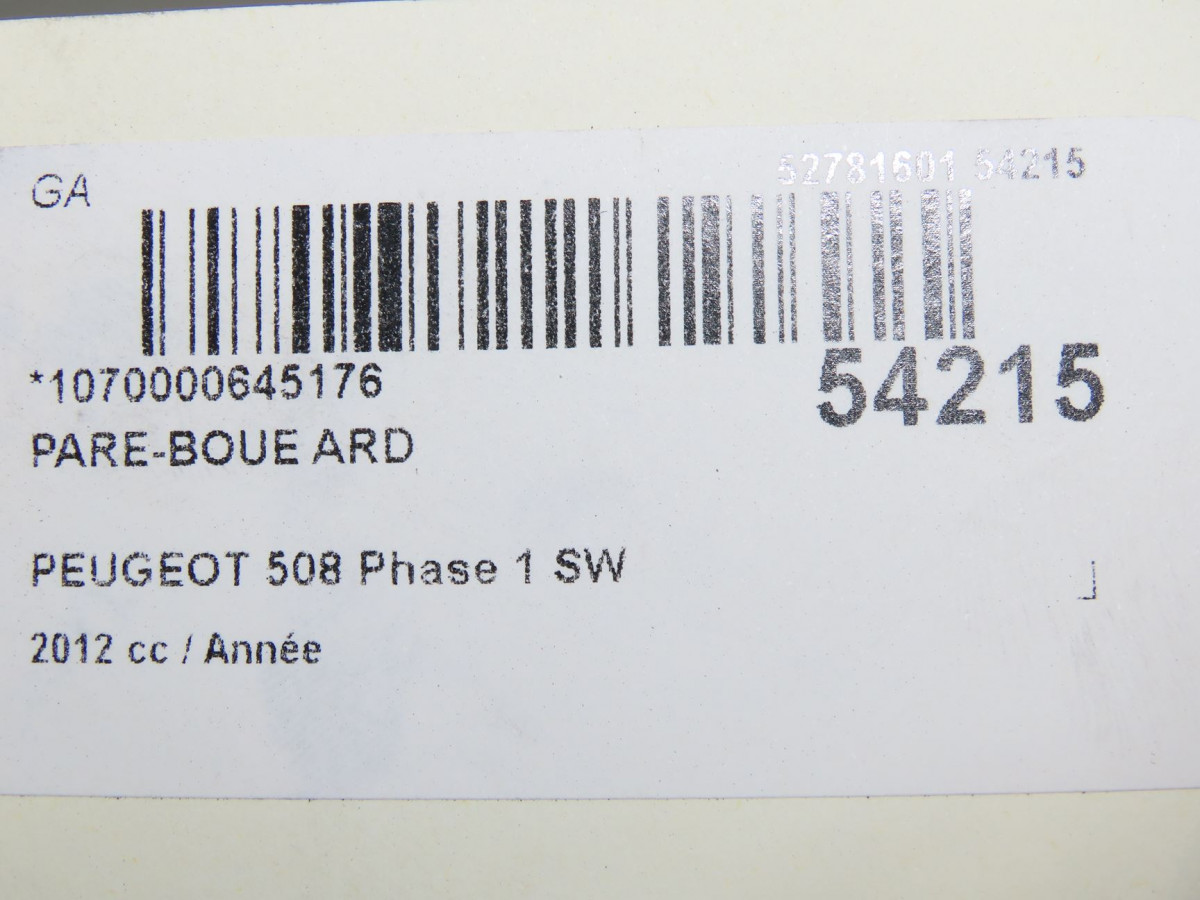 GA
52781601 54215
*1070000645176
54215
PARE-BOUE ARD
PEUGEOT 508 Phase 1 SW
2012 cc / Année